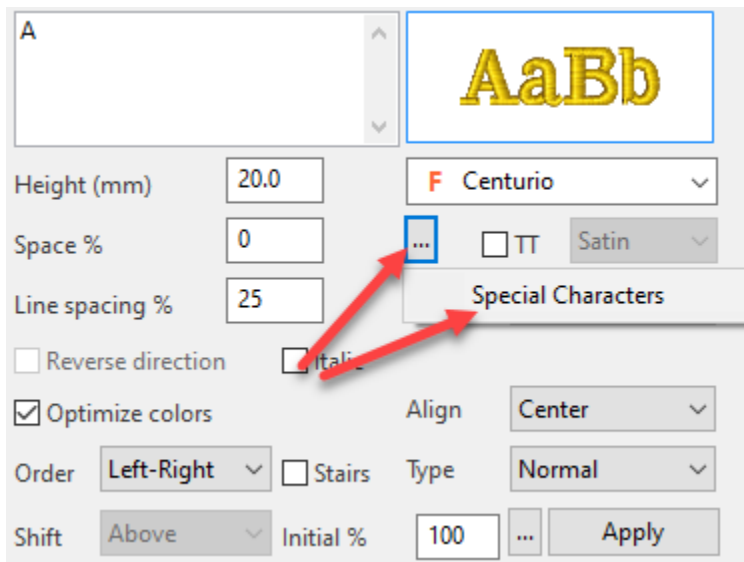 A
AaBb
Height (mm) 20.0 F Centurio
Space % 0 ... TT Satin
Special Characters
Line spacing % 25
Reverse direction Italic
Optimize colors Align Center
Order Left-Right Stairs Type Normal
Shift Above Initial % 100 ... Apply